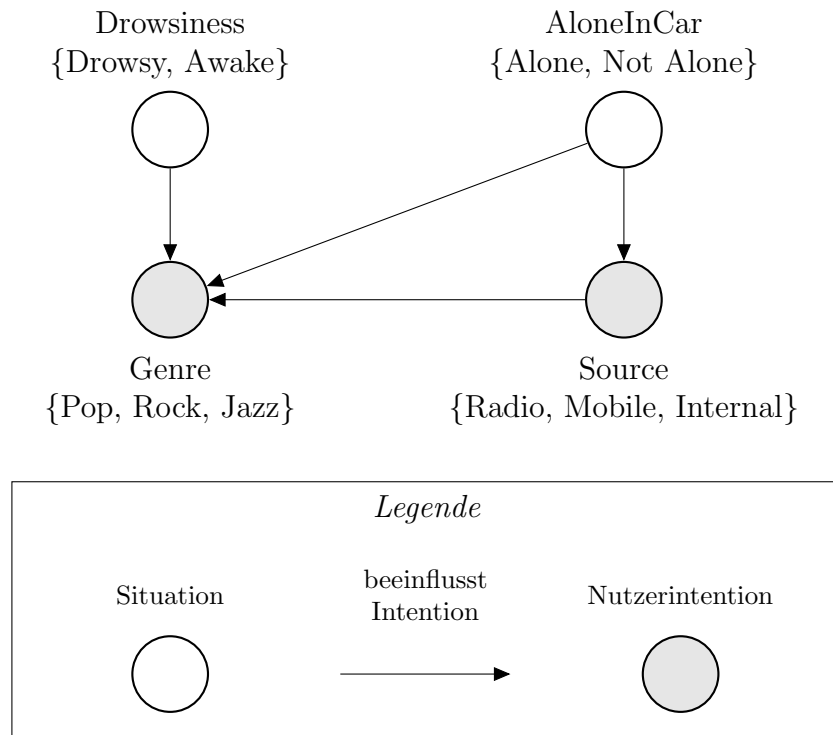 Drowsiness
{Drowsy, Awake}
AloneInCar
{Alone, Not Alone}
Genre
{Pop, Rock, Jazz}
Source
{Radio, Mobile, Internal}
Legende
Situation
beeinflusst
Intention
Nutzerintention